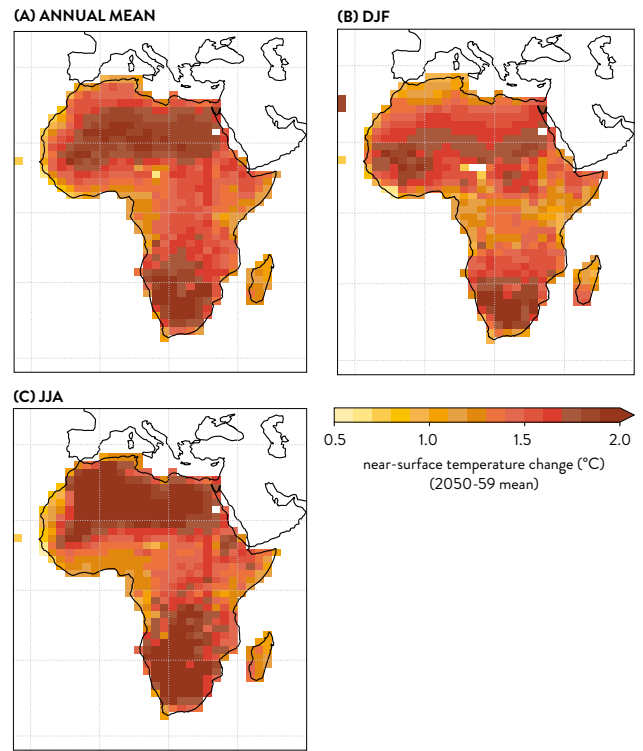 (A) ANNUAL MEAN
(B) DJF
(C) JJA
0.5 1.0 1.5 2.0
near-surface temperature change (°C)
(2050-59 mean)